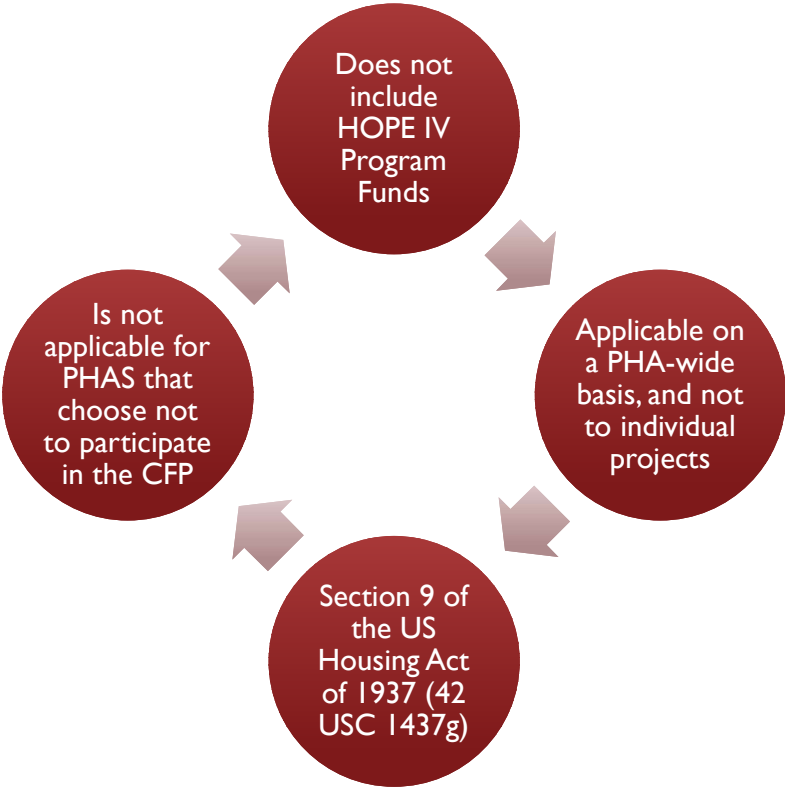 Does not
include
HOPE IV
Program
Funds
Applicable on
a PHA-wide
basis, and not
to individual
projects
Section 9 of
the US
Housing Act
of 1937 (42
USC 1437g)
Is not
applicable for
PHAS that
choose not
to participate
in the CFP